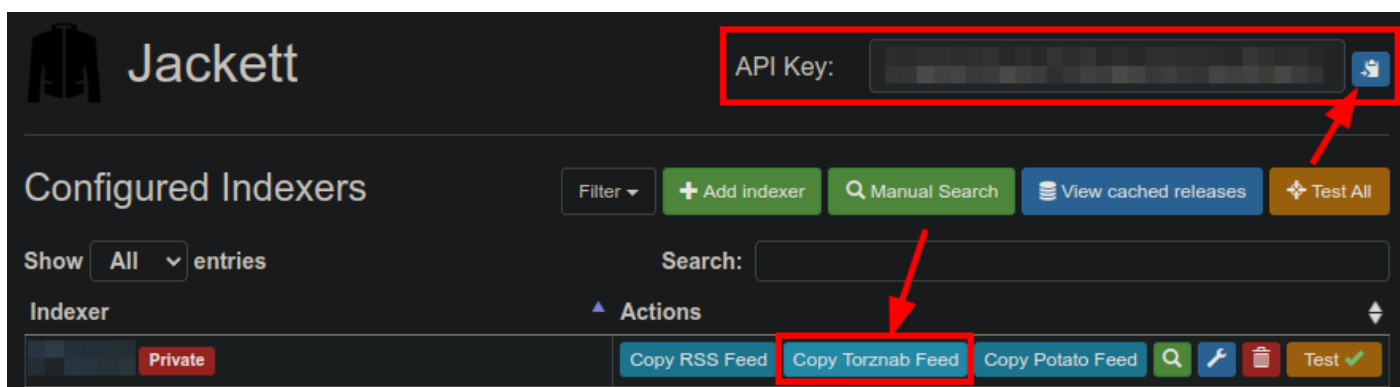 Jackett
API Key:
Configured Indexers
Filter
Add indexer
Manual Search
View cached releases
Test All
Show All entries
Search:
Indexer
Actions
Private
Copy RSS Feed
Copy Torznab Feed
Copy Potato Feed
Test